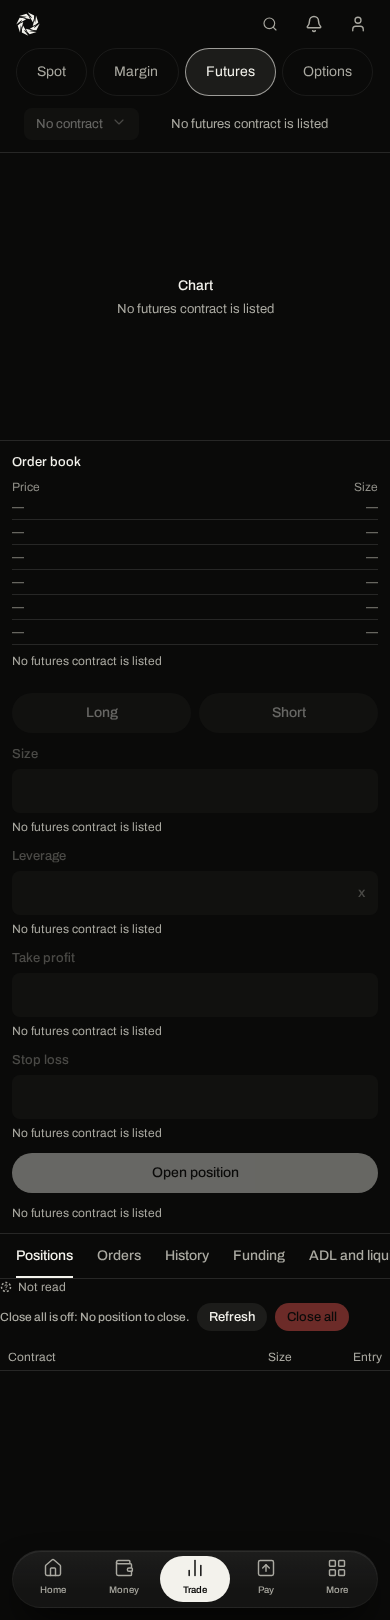 Spot Margin Futures Options
No contract No futures contract is listed
Chart
No futures contract is listed
Order book
Price Size
— —
— —
— —
— —
— —
— —
No futures contract is listed
Long Short
Size
No futures contract is listed
Leverage
x
No futures contract is listed
Take profit
No futures contract is listed
Stop loss
No futures contract is listed
Open position
No futures contract is listed
Positions Orders History Funding ADL and liqu
Not read
Close all is off: No position to close. Refresh Close all
Contract Size Entry
Home Money Trade Pay More